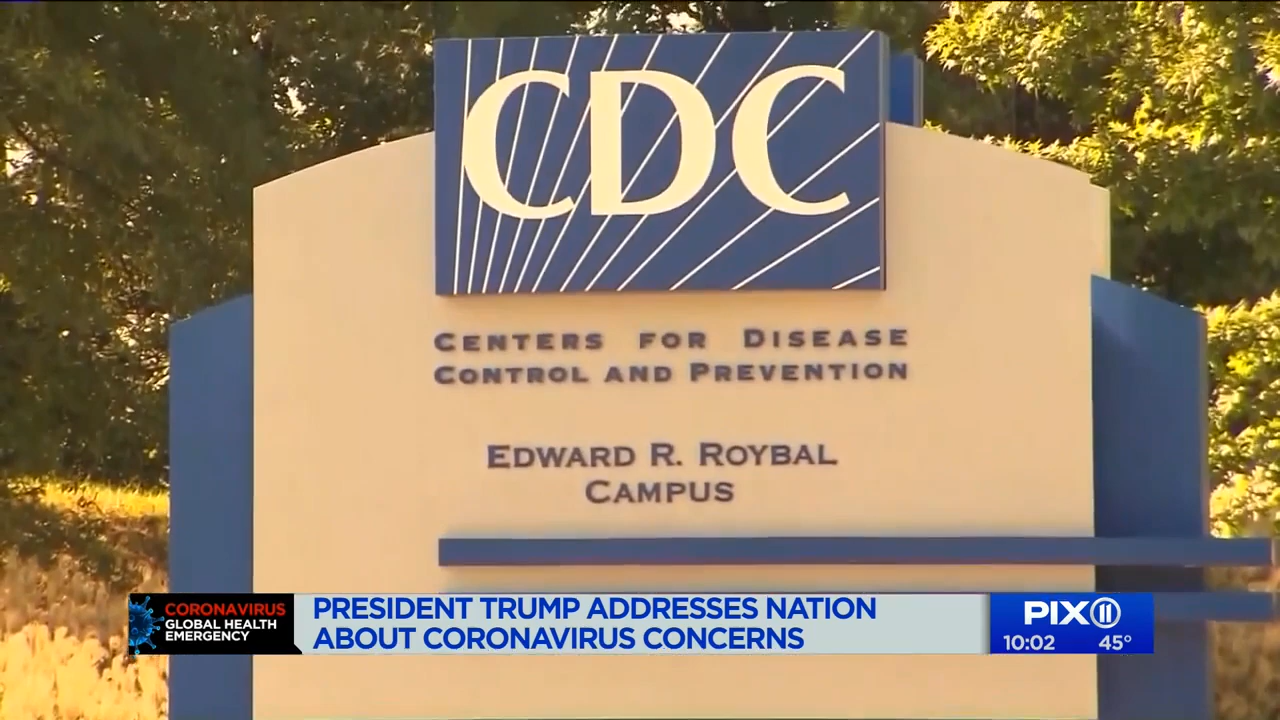 CDC
CENTERS FOR DISEASE
CONTROL AND PREVENTION
EDWARD R. ROYBAL
CAMPUS
CORONAVIRUS
GLOBAL HEALTH
EMERGENCY
PRESIDENT TRUMP ADDRESSES NATION
ABOUT CORONAVIRUS CONCERNS
PIX11
10:02 45°